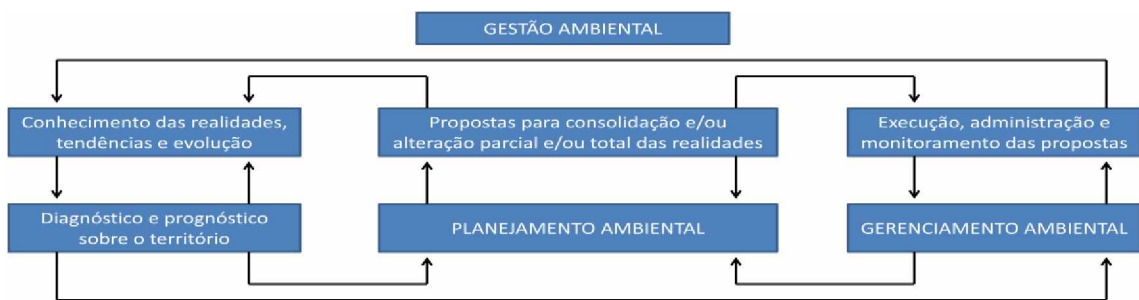 GESTÃO AMBIENTAL
Conhecimento das realidades,
tendências e evolução
Propostas para consolidação e/ou
alteração parcial e/ou total das realidades
Execução, administração e
monitoramento das propostas
Diagnóstico e prognóstico
sobre o território
PLANEJAMENTO AMBIENTAL
GERENCIAMENTO AMBIENTAL